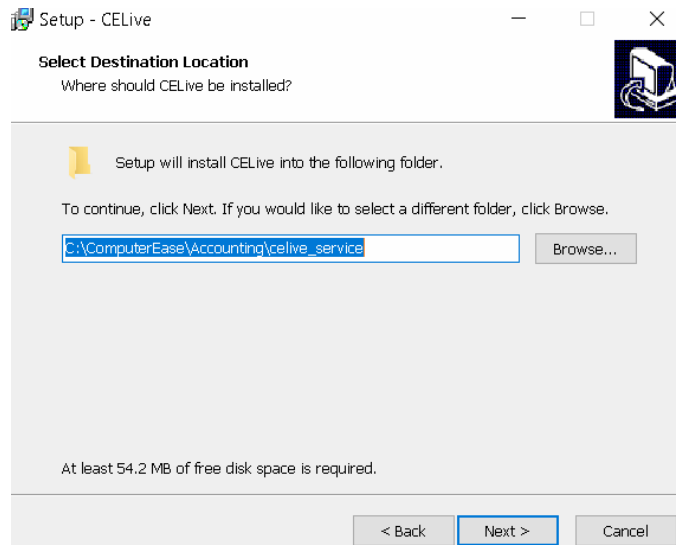 Setup - CELive
Select Destination Location
Where should CELive be installed?
Setup will install CELive into the following folder.
To continue, click Next. If you would like to select a different folder, click Browse.
C:\ComputerEase\Accounting\celive_service
Browse...
At least 54.2 MB of free disk space is required.
< Back
Next >
Cancel